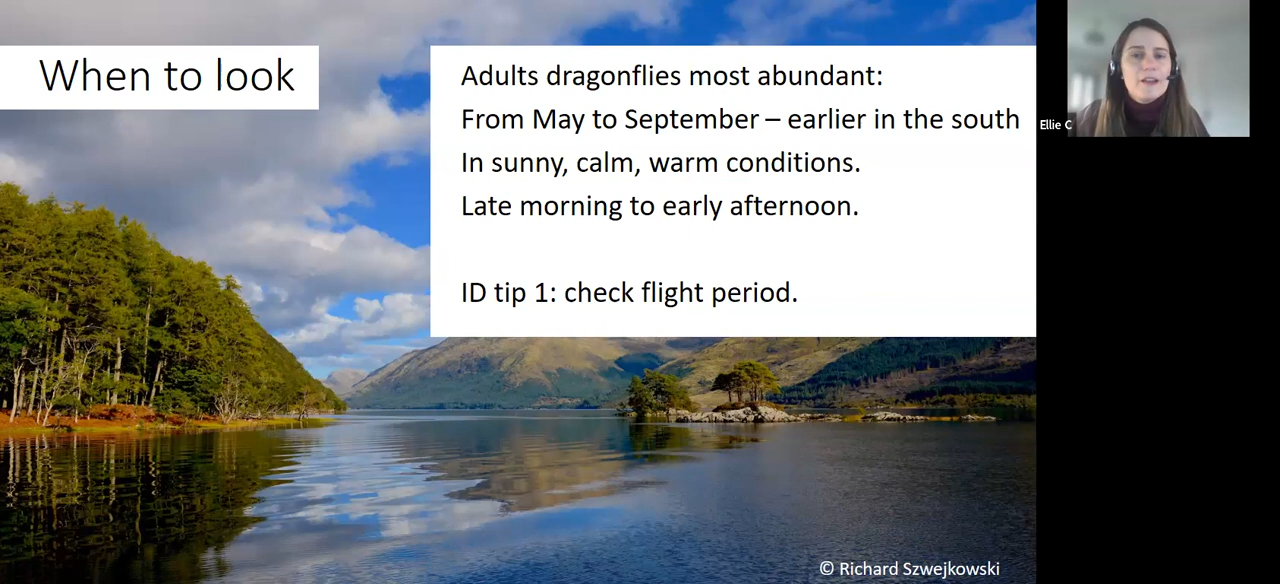 When to look
Adults dragonflies most abundant:
From May to September – earlier in the south
In sunny, calm, warm conditions.
Late morning to early afternoon.
ID tip 1: check flight period.
Ellie C
© Richard Szwejkowski